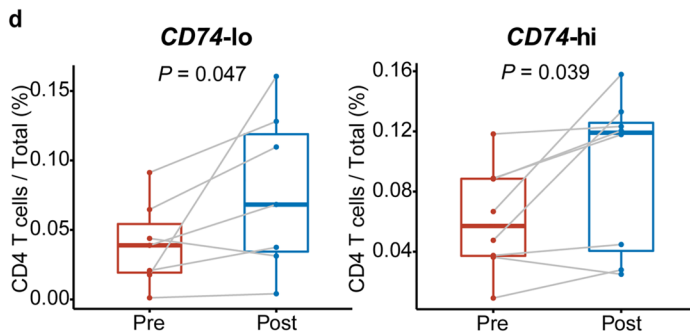 d
CD74-lo
P = 0.047
CD4 T cells / Total (%)
0.15
0.10
0.05
0.00
Pre
Post
CD74-hi
P = 0.039
CD4 T cells / Total (%)
0.16
0.12
0.08
0.04
Pre
Post